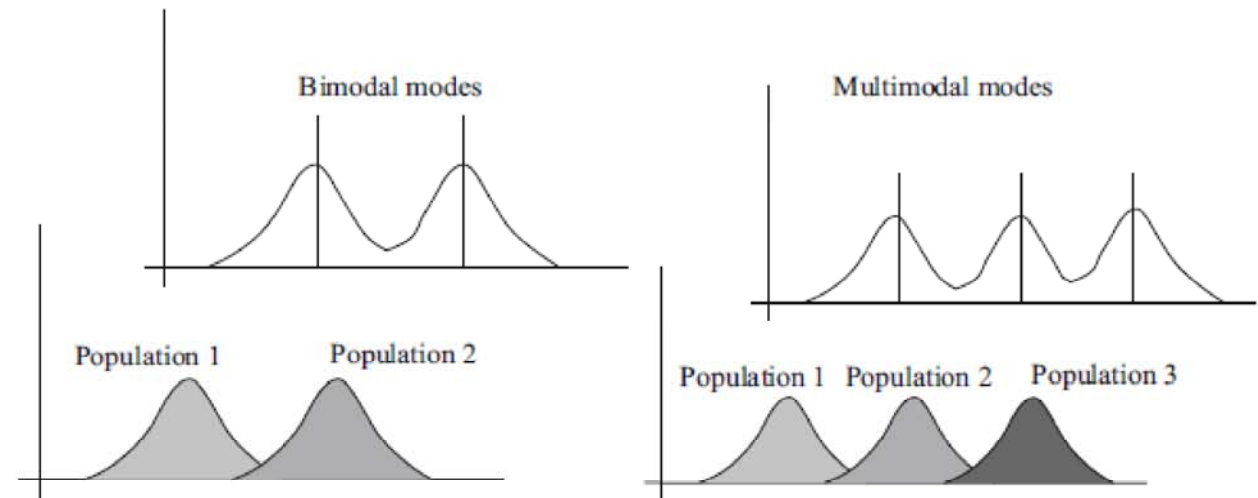 Bimodal modes
Multimodal modes
Population 1
Population 2
Population 1 Population 2 Population 3